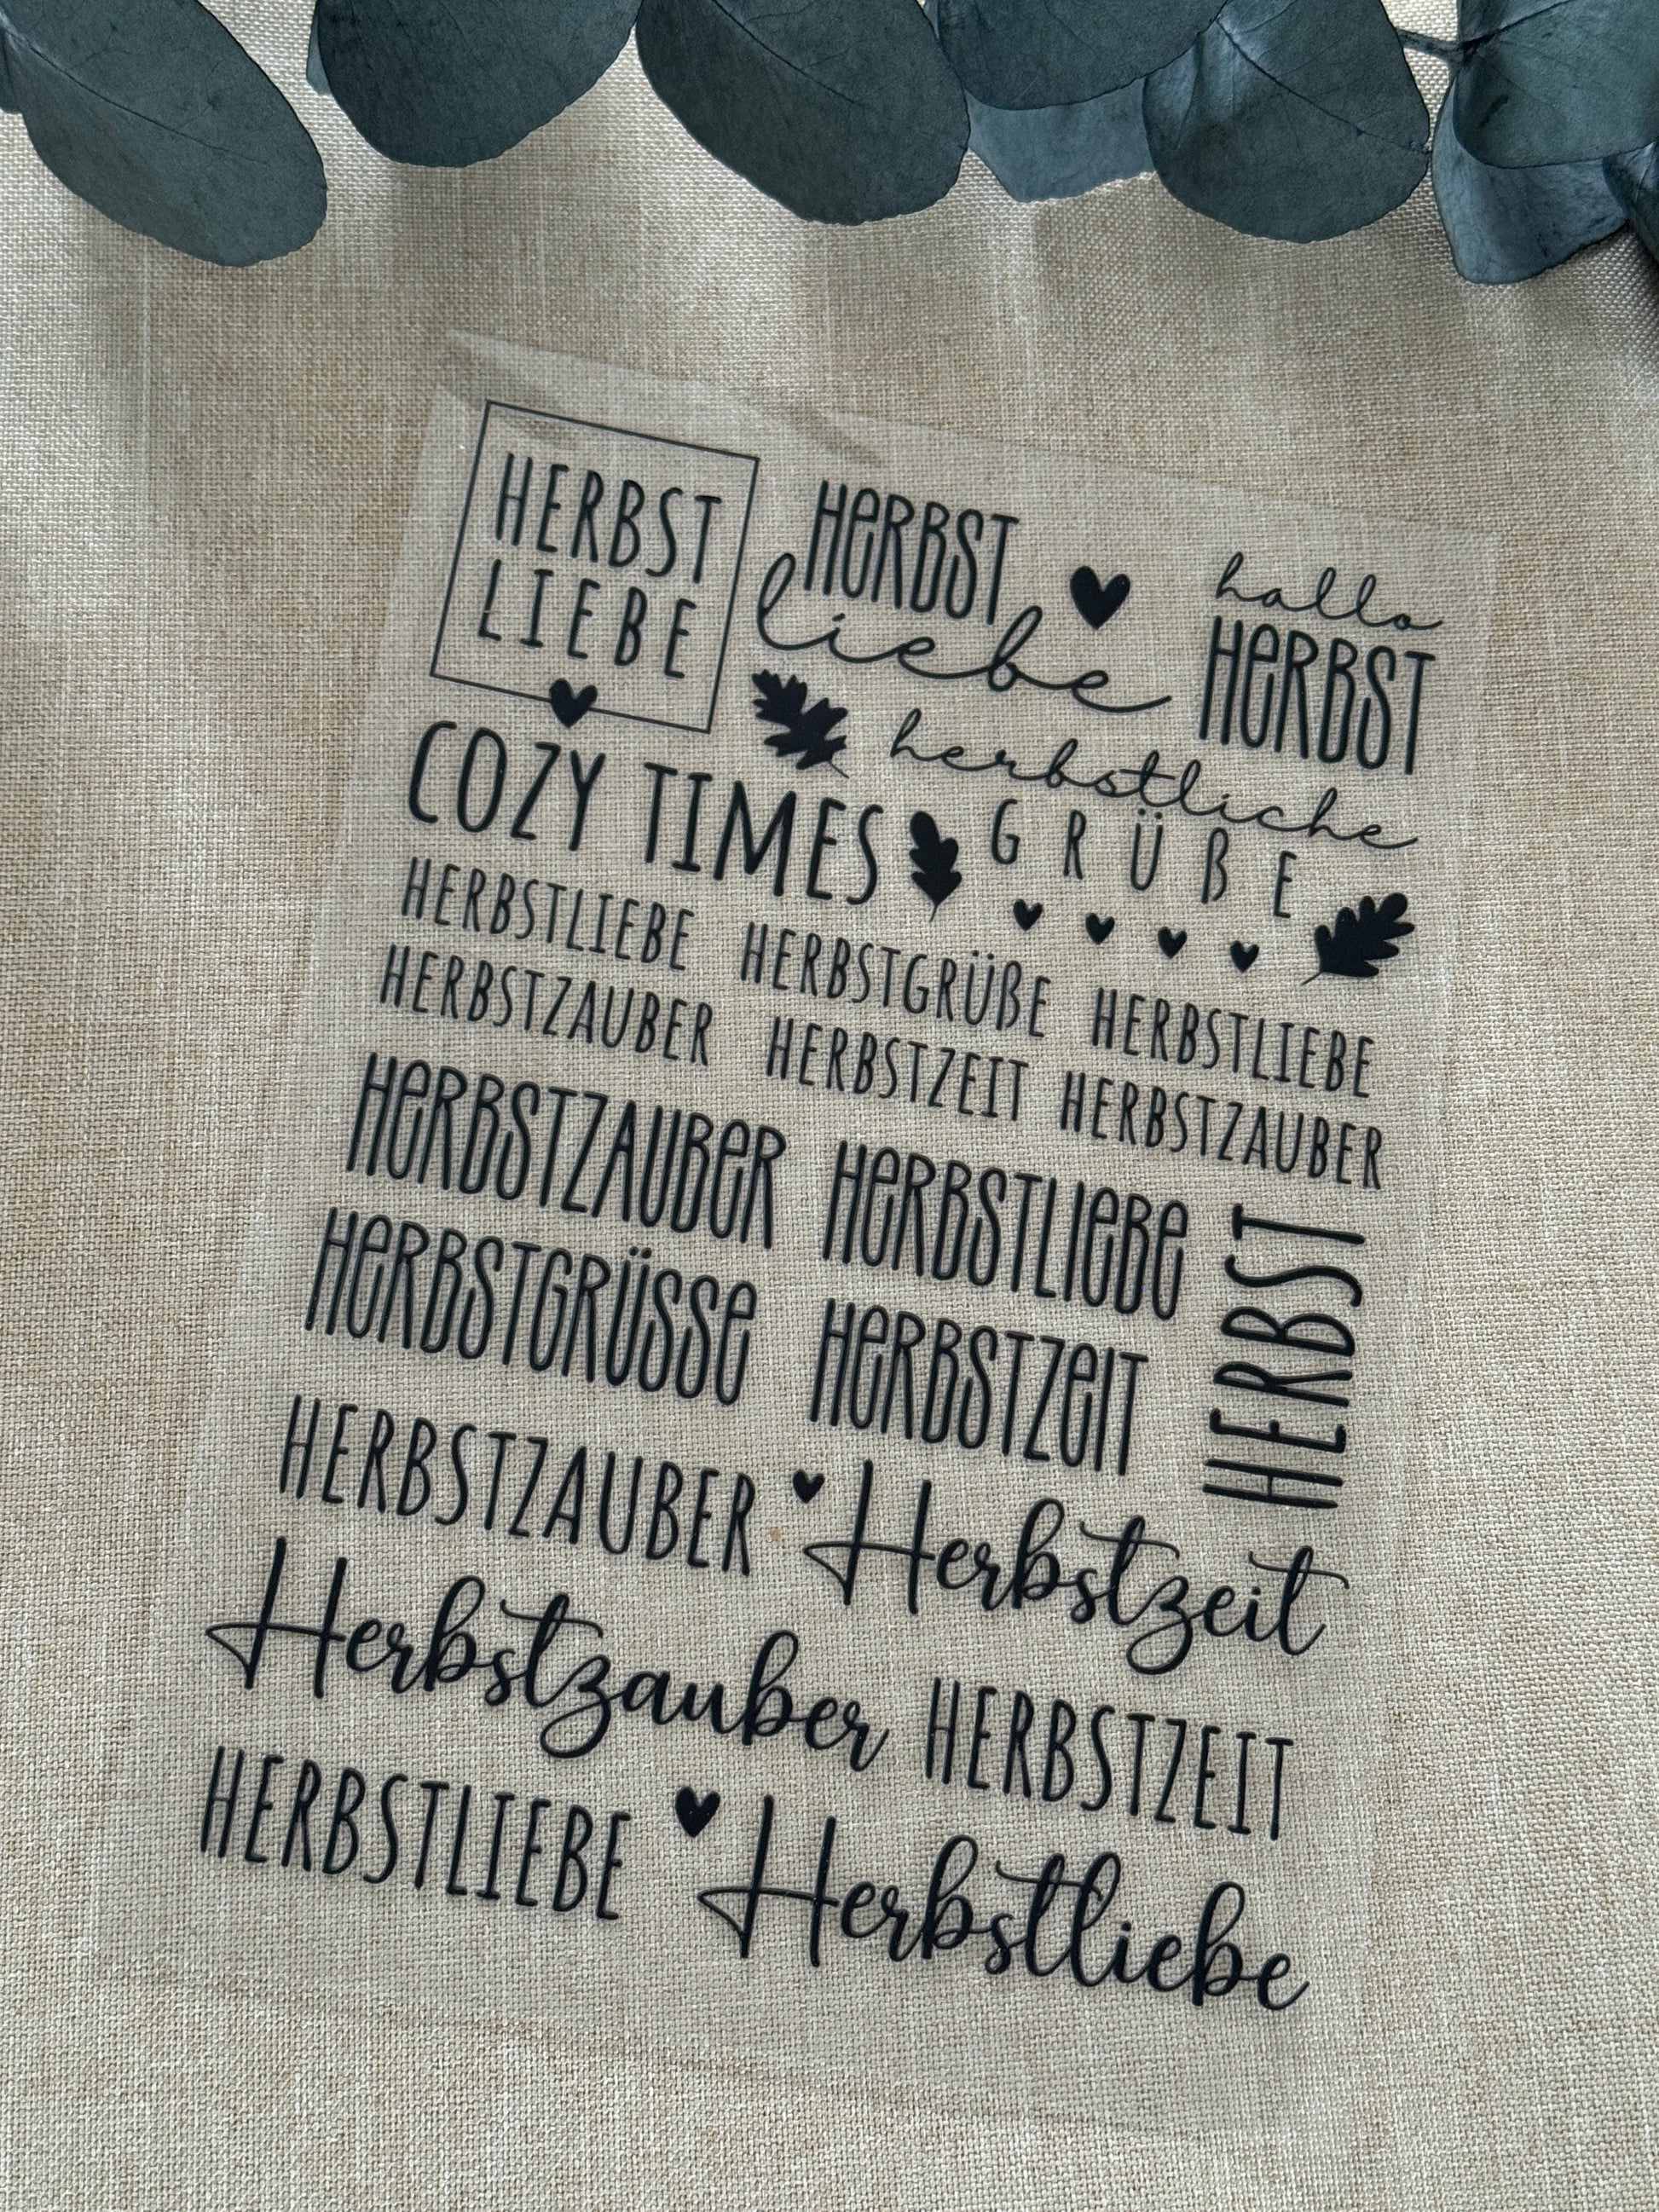 HERBST
LIEBE
HERBST
liebe
hallo
HERBST
COZY TIMES
herbstliche
GRÜßE
HERBSTLIEBE HERBSTGRÜßE HERBSTLIEBE
HERBSTZAUBER HERBSTZEIT HERBSTZAUBER
HeRBSTZAUBeR HeRBSTLIeBe
HeRBSTGRÜSSe HeRBSTZeIT
HERBST
HERBSTZAUBER Herbstzeit
Herbstzauber HERBSTZEIT
HERBSTLIEBE Herbstliebe